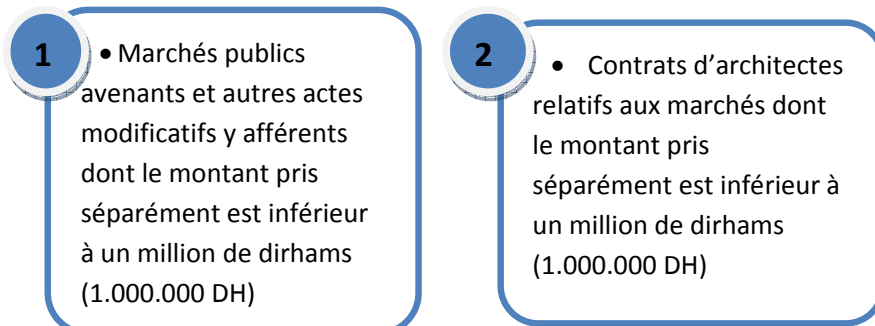 1
• Marchés publics
avenants et autres actes
modificatifs y afférents
dont le montant pris
séparément est inférieur
à un million de dirhams
(1.000.000 DH)
2
• Contrats d’architectes
relatifs aux marchés dont
le montant pris
séparément est inférieur à
un million de dirhams
(1.000.000 DH)